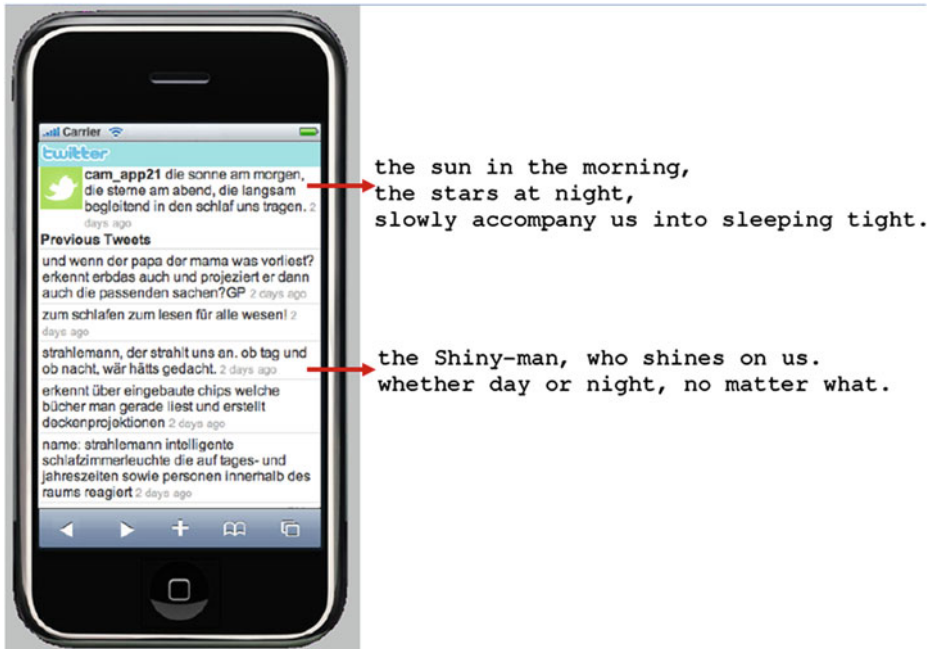 Carrier
twitter
cam_app21 die sonne am morgen,
die sterne am abend, die langsam
begleitend in den schlaf uns tragen. 2
days ago
Previous Tweets
und wenn der papa der mama was vorliest?
erkennt erbdas auch und projeziert er dann
auch die passenden sachen?GP 2 days ago
zum schlafen zum lesen für alle wesen! 2
days ago
strahlemann, der strahlt uns an. ob tag und
ob nacht, wär hätts gedacht. 2 days ago
erkennt über eingebaute chips welche
bücher man gerade liest und erstellt
deckenprojektionen 2 days ago
name: strahlemann intelligente
schlafzimmerleuchte die auf tages- und
jahreszeiten sowie personen innerhalb des
raums reagiert 2 days ago
the sun in the morning,
the stars at night,
slowly accompany us into sleeping tight.
the Shiny-man, who shines on us.
whether day or night, no matter what.